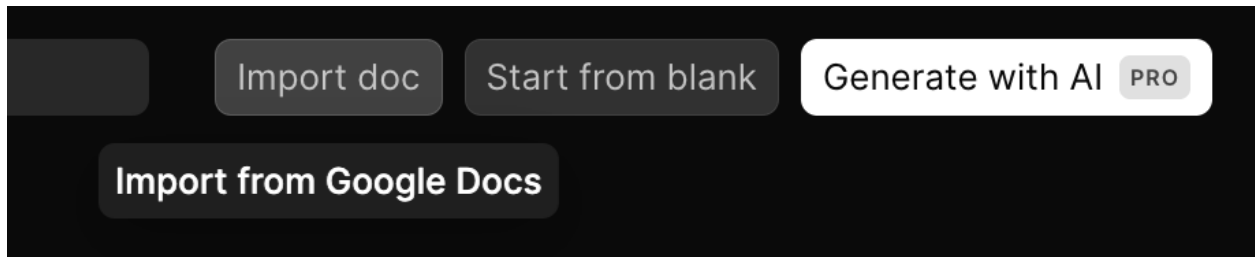 Import doc
Start from blank
Generate with AI PRO
Import from Google Docs